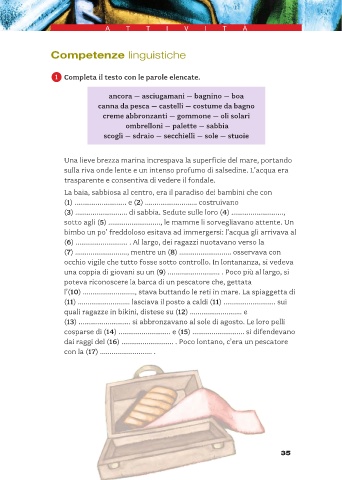 ATTIVITÀ
Competenze linguistiche
1 Completa il testo con le parole elencate.
ancora — asciugamani — bagnino — boa
canna da pesca — castelli — costume da bagno
creme abbronzanti — gommone — oli solari
ombrelloni — palette — sabbia
scogli — sdraio — secchielli — sole — stuoie
Una lieve brezza marina increspava la superficie del mare, portando
sulla riva onde lente e un intenso profumo di salsedine. L'acqua era
trasparente e consentiva di vedere il fondale.
La baia, sabbiosa al centro, era il paradiso dei bambini che con
(1) .......................... e (2) .......................... costruivano
(3) .......................... di sabbia. Sedute sulle loro (4) ..........................,
sotto agli (5) .........................., le mamme li sorvegliavano attente. Un
bimbo un po' freddoloso esitava ad immergersi: l'acqua gli arrivava al
(6) .......................... . Al largo, dei ragazzi nuotavano verso la
(7) .........................., mentre un (8) .......................... osservava con
occhio vigile che tutto fosse sotto controllo. In lontananza, si vedeva
una coppia di giovani su un (9) .......................... . Poco più al largo, si
poteva riconoscere la barca di un pescatore che, gettata
l'(10) .........................., stava buttando le reti in mare. La spiaggetta di
(11) .......................... lasciava il posto a caldi (11) .......................... sui
quali ragazze in bikini, distese su (12) .......................... e
(13) .......................... si abbronzavano al sole di agosto. Le loro pelli
cosparse di (14) .......................... e (15) .......................... si difendevano
dai raggi del (16) .......................... . Poco lontano, c'era un pescatore
con la (17) .......................... .
35